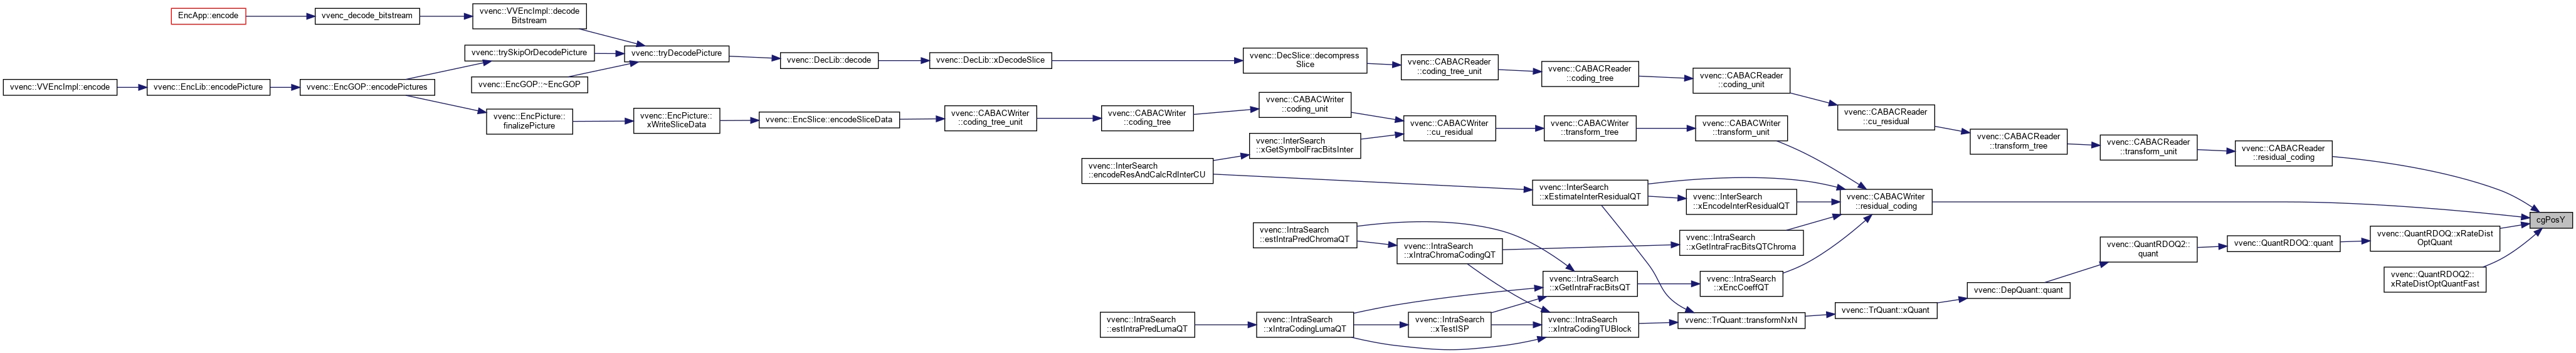 EncApp::encode
vvenc_decode_bitstream
vvenc::VVEncImpl::decode
Bitstream
vvenc::trySkipOrDecodePicture
vvenc::tryDecodePicture
vvenc::DecLib::decode
vvenc::DecLib::xDecodeSlice
vvenc::DecSlice::decompress
Slice
vvenc::CABACReader
::coding_tree_unit
vvenc::CABACReader
::coding_tree
vvenc::CABACReader
::coding_unit
vvenc::VVEncImpl::encode
vvenc::EncLib::encodePicture
vvenc::EncGOP::encodePictures
vvenc::EncGOP::~EncGOP
vvenc::EncPicture::
finalizePicture
vvenc::EncPicture::
xWriteSliceData
vvenc::EncSlice::encodeSliceData
vvenc::CABACWriter
::coding_tree_unit
vvenc::CABACWriter
::coding_tree
vvenc::CABACWriter
::coding_unit
vvenc::InterSearch
::xGetSymbolFracBitsInter
vvenc::CABACWriter
::cu_residual
vvenc::CABACWriter
::transform_tree
vvenc::CABACWriter
::transform_unit
vvenc::CABACReader
::cu_residual
vvenc::CABACReader
::transform_tree
vvenc::CABACReader
::transform_unit
vvenc::CABACReader
::residual_coding
vvenc::InterSearch
::encodeResAndCalcRdInterCU
vvenc::InterSearch
::xEstimateInterResidualQT
vvenc::InterSearch
::xEncodeInterResidualQT
vvenc::CABACWriter
::residual_coding
cgPosY
vvenc::IntraSearch
::estIntraPredChromaQT
vvenc::IntraSearch
::xIntraChromaCodingQT
vvenc::IntraSearch
::xGetIntraFracBitsQTChroma
vvenc::IntraSearch
::xGetIntraFracBitsQT
vvenc::IntraSearch
::xEncCoeffQT
vvenc::QuantRDOQ2::
quant
vvenc::QuantRDOQ::quant
vvenc::QuantRDOQ::xRateDist
OptQuant
vvenc::QuantRDOQ2::
xRateDistOptQuantFast
vvenc::DepQuant::quant
vvenc::TrQuant::xQuant
vvenc::TrQuant::transformNxN
vvenc::IntraSearch
::xIntraCodingTUBlock
vvenc::IntraSearch
::xTestISP
vvenc::IntraSearch
::xIntraCodingLumaQT
vvenc::IntraSearch
::estIntraPredLumaQT